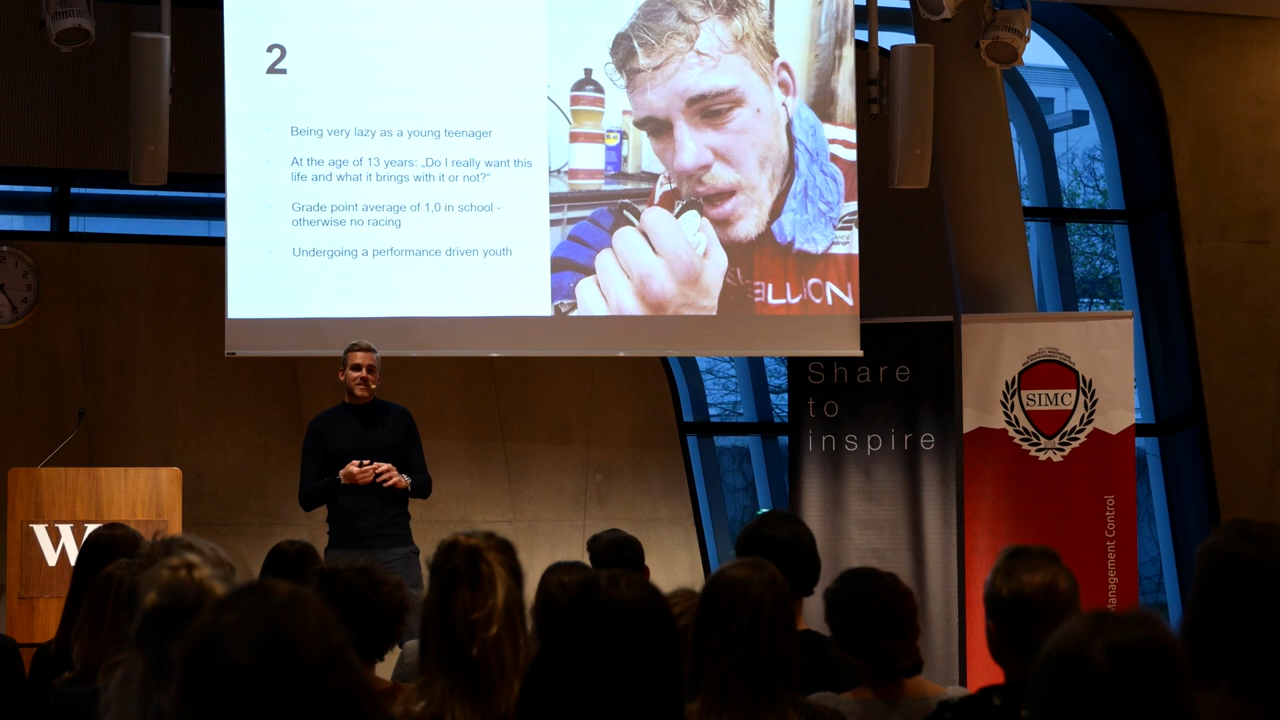 2
Being very lazy as a young teenager
At the age of 13 years: „Do I really want this
life and what it brings with it or not?“
Grade point average of 1,0 in school -
otherwise no racing
Undergoing a performance driven youth
Share
to
inspire
SIMC
Management Control
W